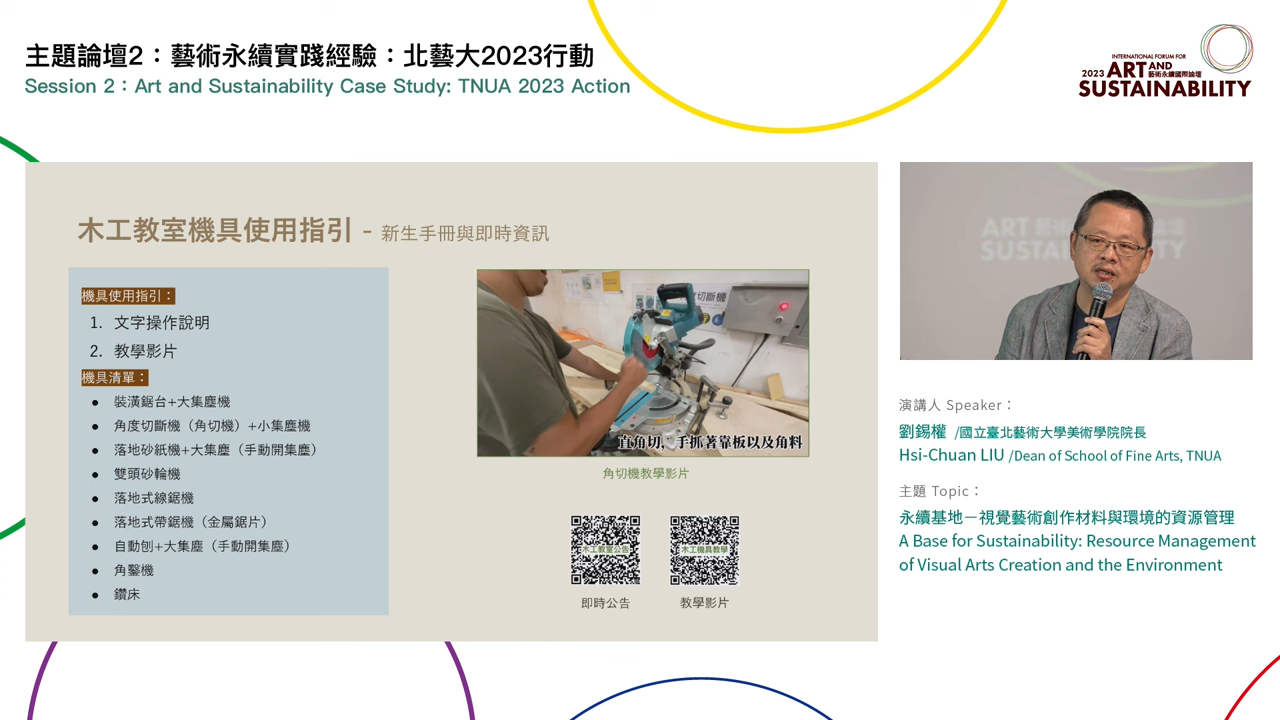 主題論壇2：藝術永續實踐經驗：北藝大2023行動
Session 2：Art and Sustainability Case Study: TNUA 2023 Action
INTERNATIONAL FORUM FOR
2023 ART AND 藝術永續國際論壇
SUSTAINABILITY
木工教室機具使用指引 - 新生手冊與即時資訊
機具使用指引：
1. 文字操作說明
2. 教學影片
機具清單：
● 裝潢鋸台+大集塵機
● 角度切斷機（角切機）+小集塵機
● 落地砂紙機+大集塵（手動開集塵）
● 雙頭砂輪機
● 落地式線鋸機
● 落地式帶鋸機（金屬鋸片）
● 自動刨+大集塵（手動開集塵）
● 角鑿機
● 鑽床
度切斷機
直角切，手抓著靠板以及角料
角切機教學影片
木工教室公告
木工機具教學
即時公告
教學影片
ART 藝術
SUSTAINABILITY
演講人 Speaker：
劉錫權 /國立臺北藝術大學美術學院院長
Hsi-Chuan LIU /Dean of School of Fine Arts, TNUA
主題 Topic：
永續基地－視覺藝術創作材料與環境的資源管理
A Base for Sustainability: Resource Management
of Visual Arts Creation and the Environment